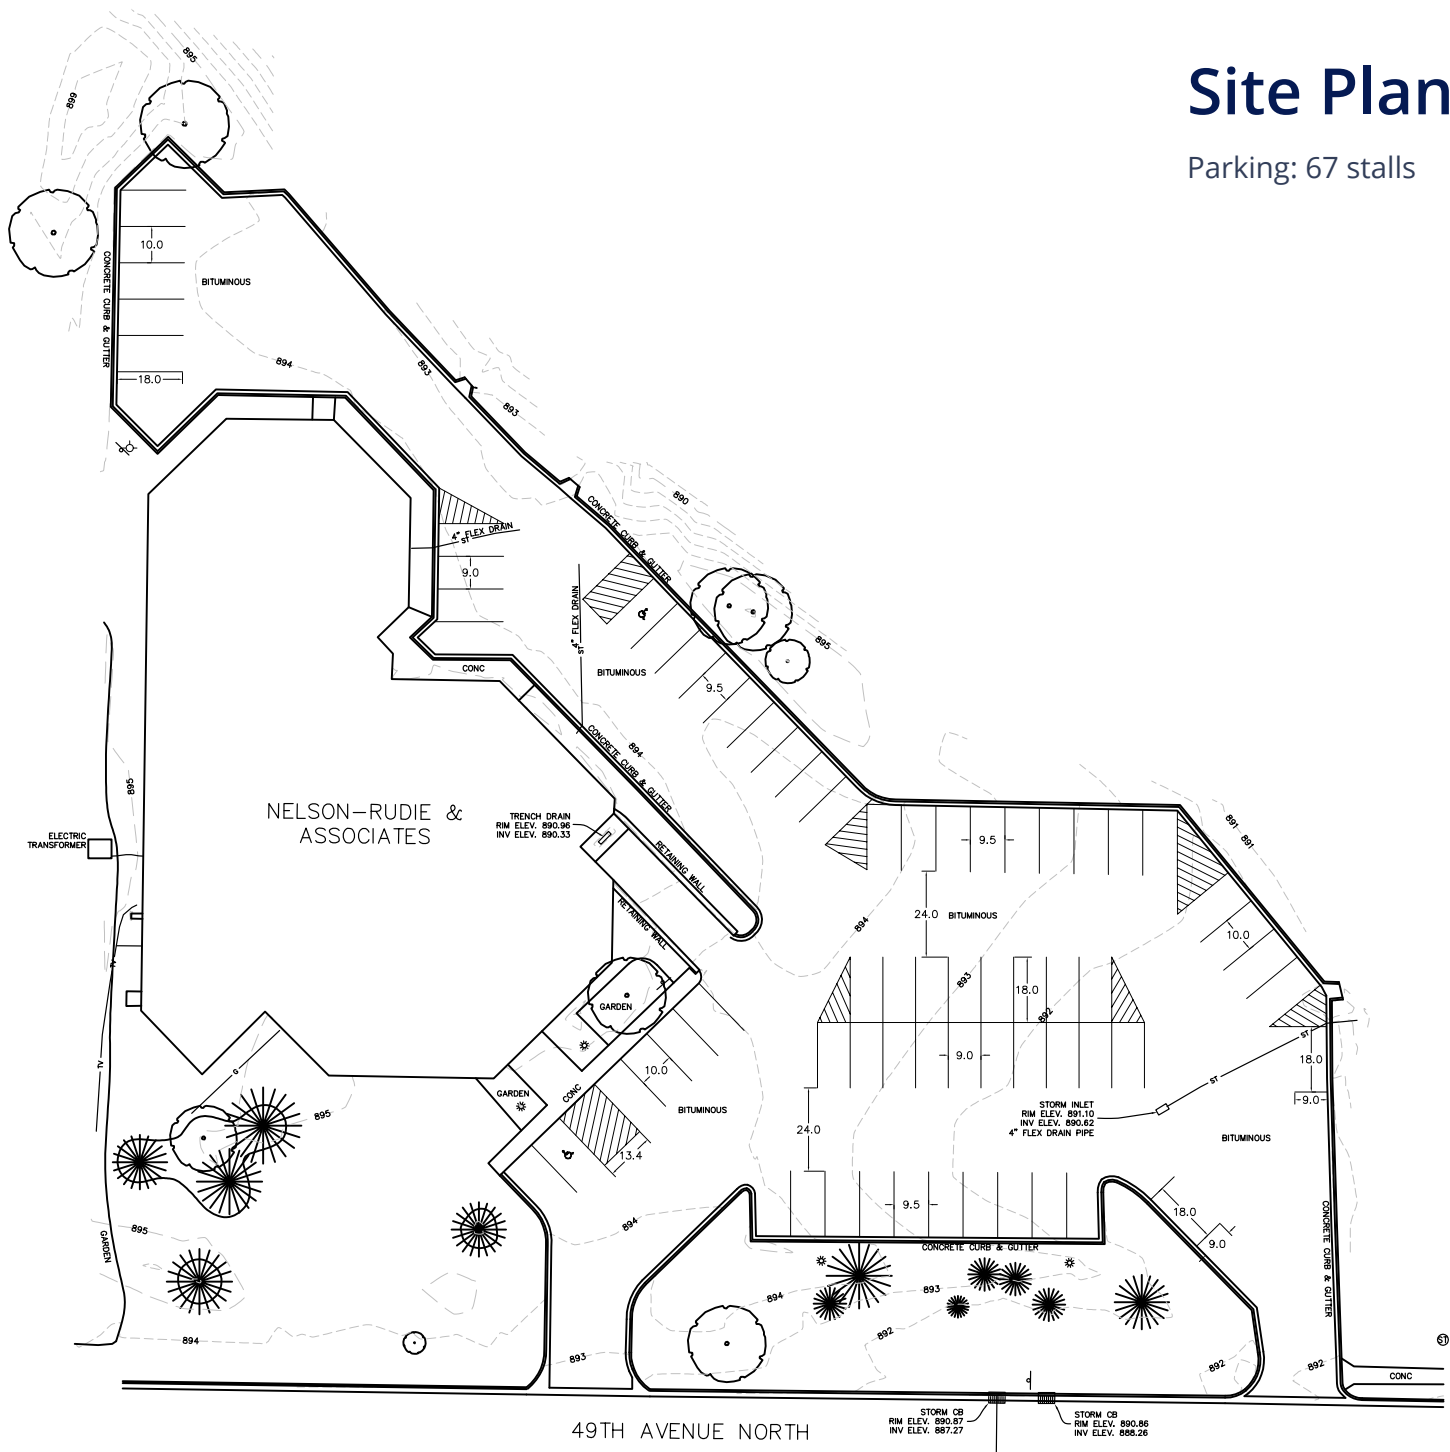 Site Plan
Parking: 67 stalls
895
899
10.0
CONCRETE CURB & GUTTER
BITUMINOUS
894
893
18.0
893
890
CONCRETE CURB & GUTTER
4" FLEX DRAIN
ST
9.0
4" FLEX DRAIN
ST
895
CONC
BITUMINOUS
9.5
894
CONCRETE CURB & GUTTER
895
NELSON-RUDIE &
ASSOCIATES
TRENCH DRAIN
RIM ELEV. 890.96
INV ELEV. 890.33
ELECTRIC
TRANSFORMER
RETAINING WALL
RETAINING WALL
9.5
891
891
24.0
BITUMINOUS
894
10.0
893
18.0
892
GARDEN
9.0
ST
18.0
9.0
10.0
CONC
GARDEN
BITUMINOUS
ST
STORM INLET
RIM ELEV. 891.10
INV ELEV. 890.62
4" FLEX DRAIN PIPE
24.0
BITUMINOUS
G
895
13.4
895
GARDEN
894
9.5
18.0
9.0
CONCRETE CURB & GUTTER
CONCRETE CURB & GUTTER
894
893
892
894
893
892
892
ST
CONC
49TH AVENUE NORTH
STORM CB
RIM ELEV. 890.87
INV ELEV. 887.27
STORM CB
RIM ELEV. 890.86
INV ELEV. 888.26